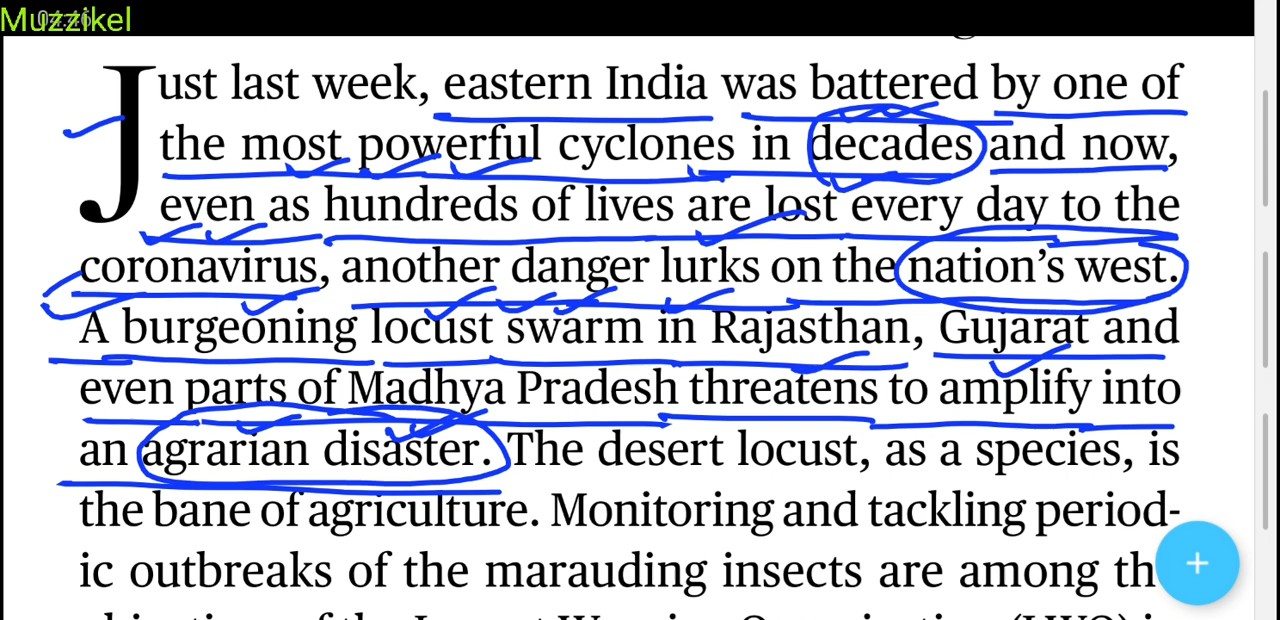 Muzzikel
04:46
Just last week, eastern India was battered by one of
the most powerful cyclones in decades and now,
even as hundreds of lives are lost every day to the
coronavirus, another danger lurks on the nation’s west.
A burgeoning locust swarm in Rajasthan, Gujarat and
even parts of Madhya Pradesh threatens to amplify into
an agrarian disaster. The desert locust, as a species, is
the bane of agriculture. Monitoring and tackling period-
ic outbreaks of the marauding insects are among
(LWO)